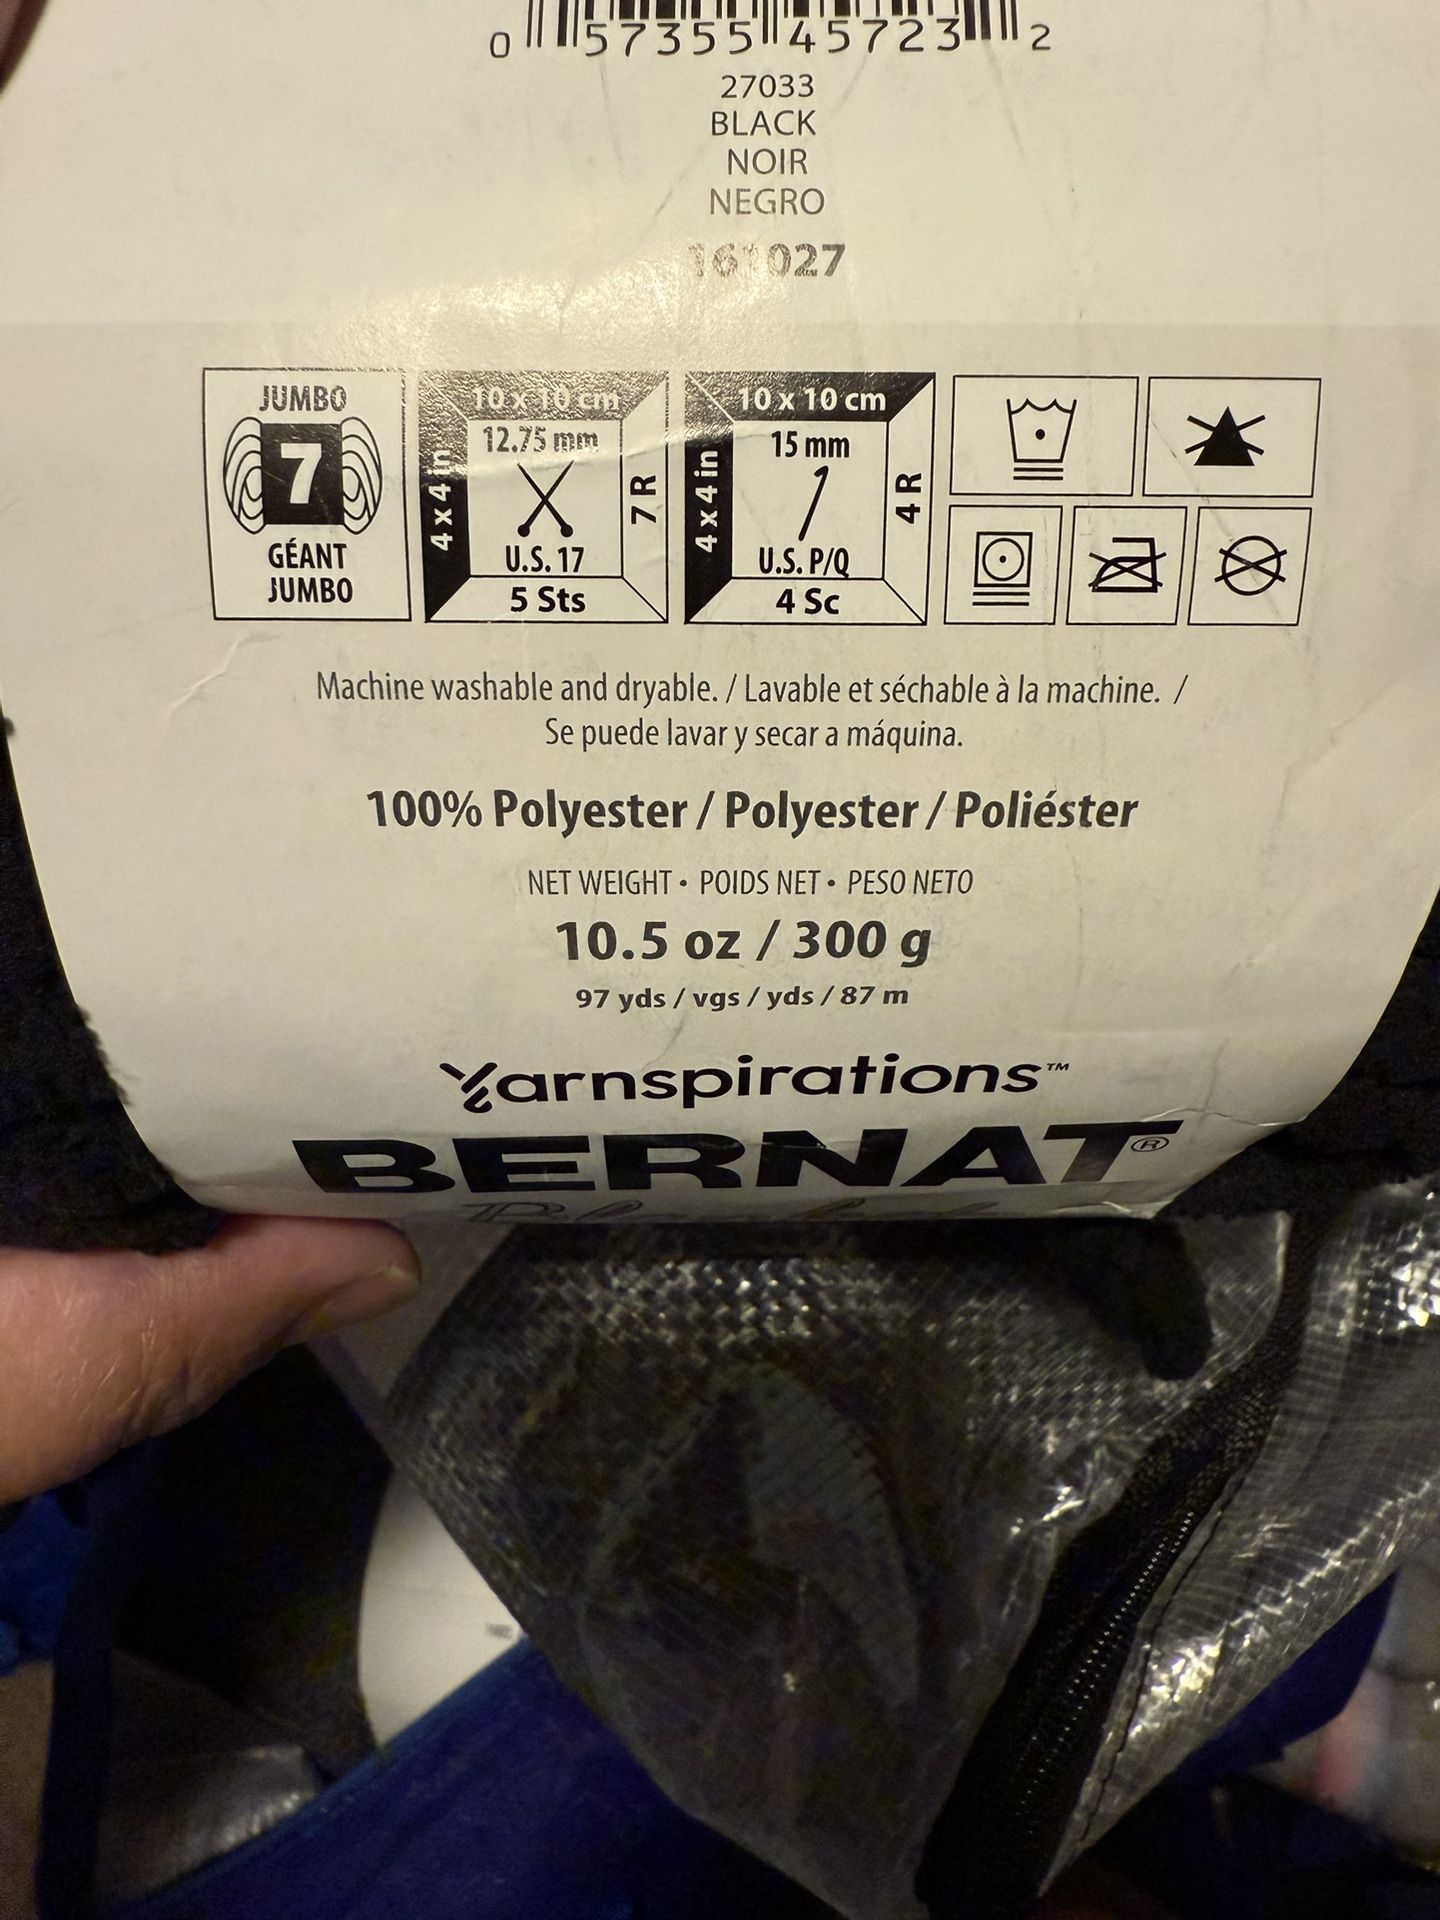 0 57355 45723 2
27033
BLACK
NOIR
NEGRO
161027
JUMBO
7
GÉANT
JUMBO
10 x 10 cm
4 x 4 in
12.75 mm
U.S. 17
7 R
5 Sts
10 x 10 cm
4 x 4 in
15 mm
U.S. P/Q
4 R
4 Sc
Machine washable and dryable. / Lavable et séchable à la machine. /
Se puede lavar y secar a máquina.
100% Polyester / Polyester / Poliéster
NET WEIGHT • POIDS NET • PESO NETO
10.5 oz / 300 g
97 yds / vgs / yds / 87 m
Yarnspirations™
BERNAT®